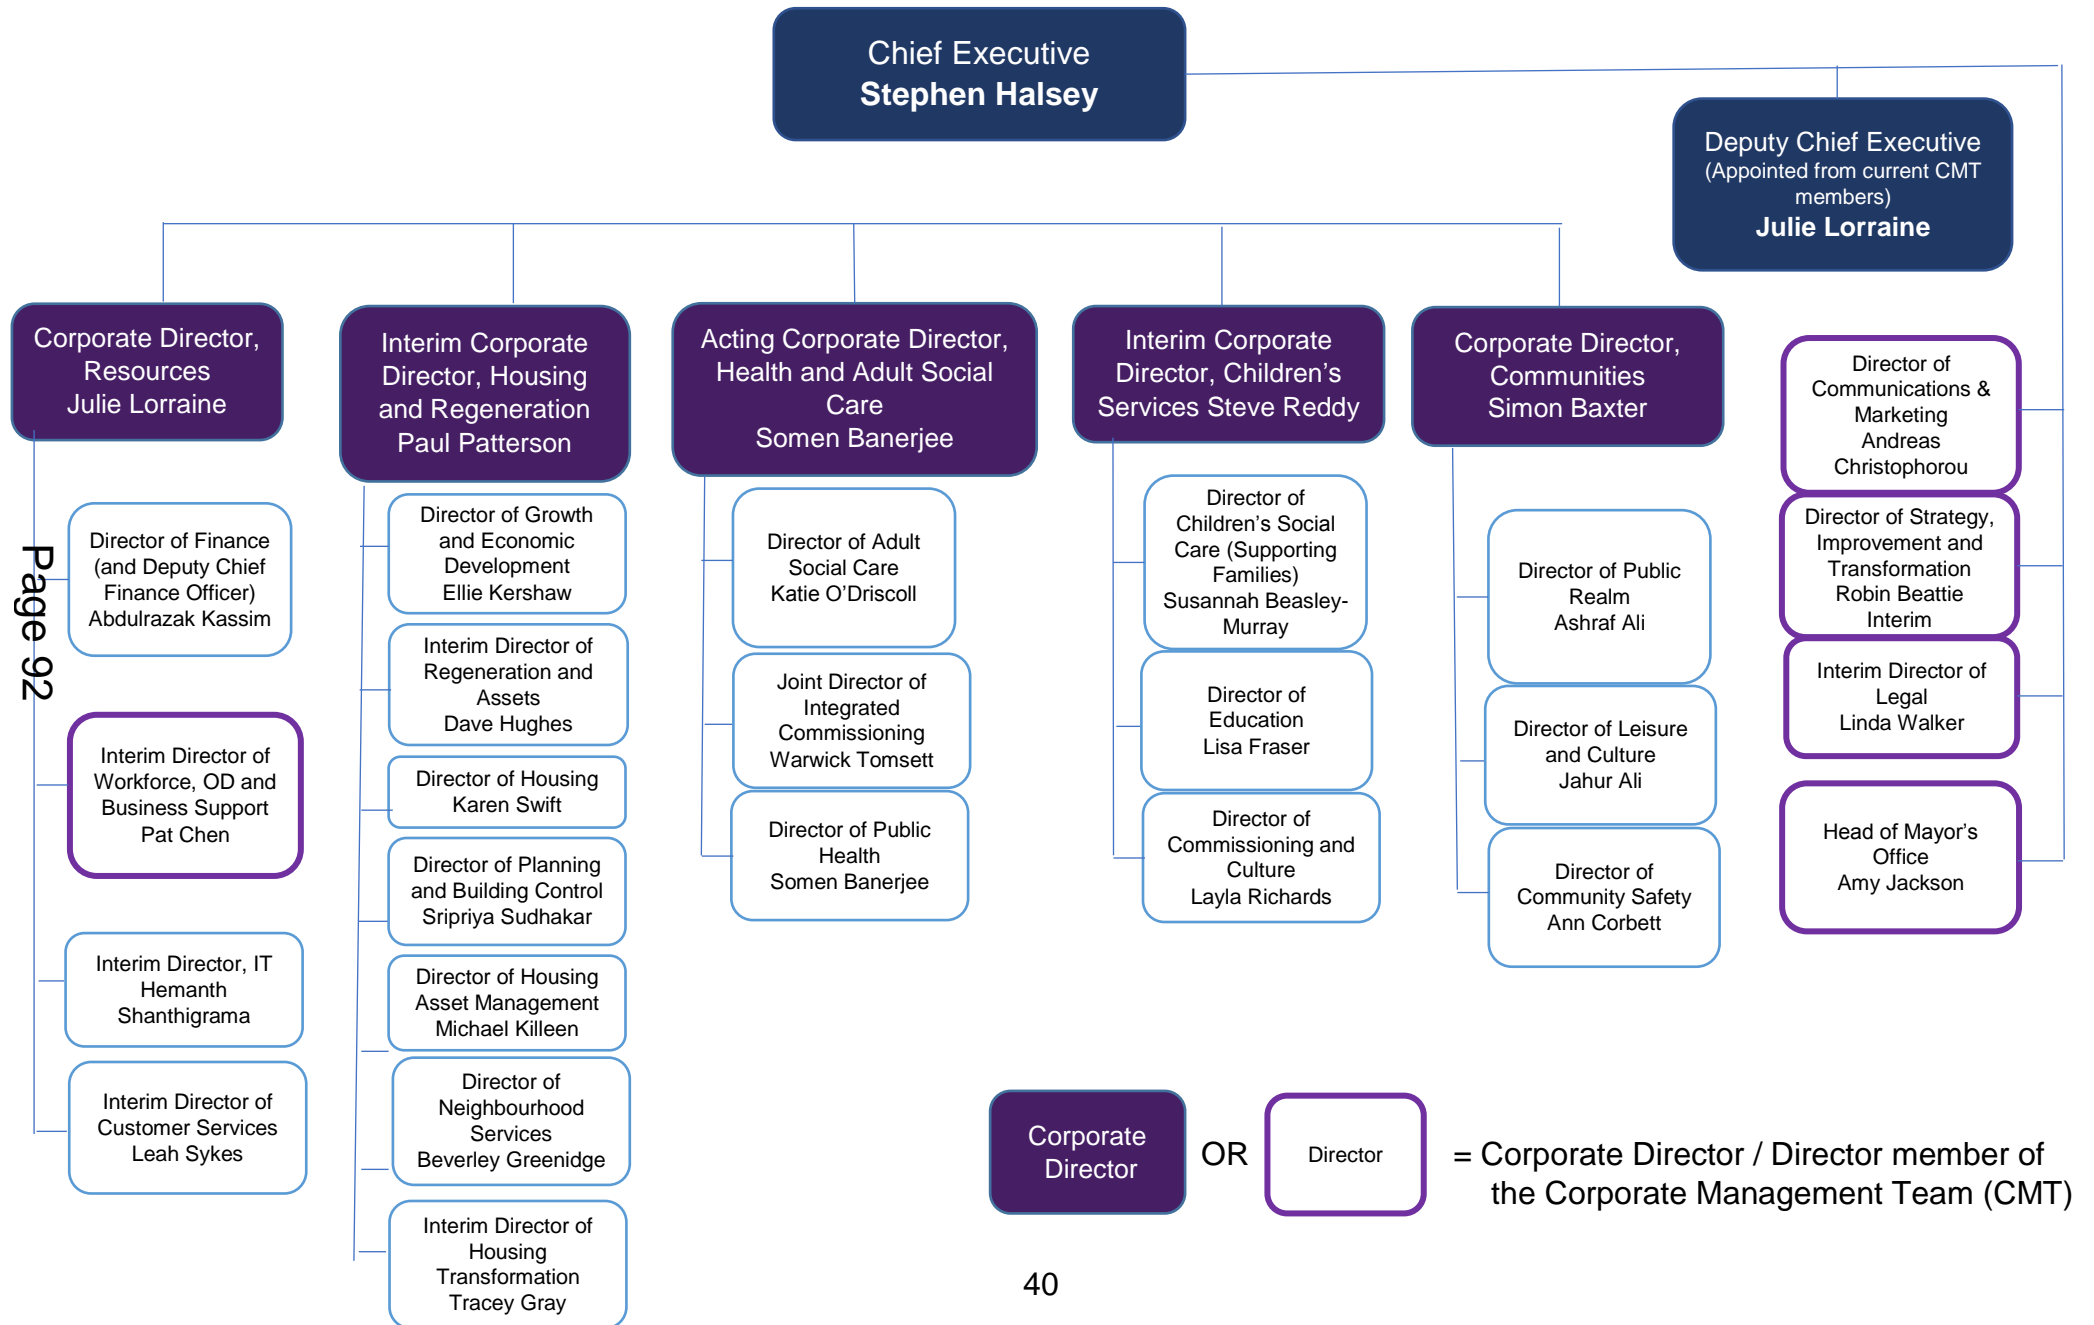 Chief Executive
Stephen Halsey
Deputy Chief Executive
(Appointed from current CMT
members)
Julie Lorraine
Corporate Director,
Resources
Julie Lorraine
Director of Finance
(and Deputy Chief
Finance Officer)
Abdulrazak Kassim
Interim Director of
Workforce, OD and
Business Support
Pat Chen
Interim Director, IT
Hemanth
Shanthigrama
Interim Director of
Customer Services
Leah Sykes
Interim Corporate
Director, Housing
and Regeneration
Paul Patterson
Director of Growth
and Economic
Development
Ellie Kershaw
Interim Director of
Regeneration and
Assets
Dave Hughes
Director of Housing
Karen Swift
Director of Planning
and Building Control
Sripriya Sudhakar
Director of Housing
Asset Management
Michael Killeen
Director of
Neighbourhood
Services
Beverley Greenidge
Interim Director of
Housing
Transformation
Tracey Gray
Acting Corporate Director,
Health and Adult Social
Care
Somen Banerjee
Director of Adult
Social Care
Katie O’Driscoll
Joint Director of
Integrated
Commissioning
Warwick Tomsett
Director of Public
Health
Somen Banerjee
Interim Corporate
Director, Children’s
Services Steve Reddy
Director of
Children’s Social
Care (Supporting
Families)
Susannah Beasley-
Murray
Director of
Education
Lisa Fraser
Director of
Commissioning and
Culture
Layla Richards
Corporate Director,
Communities
Simon Baxter
Director of Public
Realm
Ashraf Ali
Director of Leisure
and Culture
Jahur Ali
Director of
Community Safety
Ann Corbett
Director of
Communications &
Marketing
Andreas
Christophorou
Director of Strategy,
Improvement and
Transformation
Robin Beattie
Interim
Interim Director of
Legal
Linda Walker
Head of Mayor’s
Office
Amy Jackson
Corporate
Director
OR
Director
= Corporate Director / Director member of
the Corporate Management Team (CMT)
40
Page 92